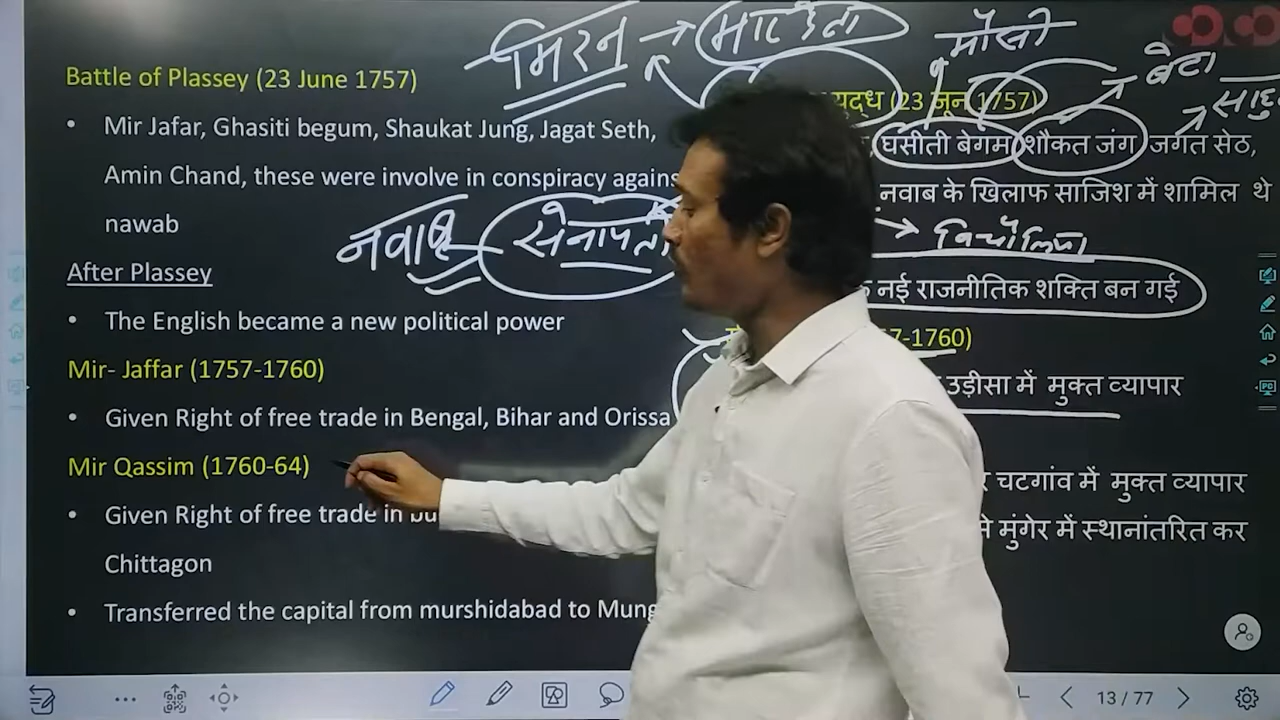 मिरन → मार देता
मौसी
बेटा
साहु
Battle of Plassey (23 June 1757)
युद्ध (23 जून 1757)
• Mir Jafar, Ghasiti begum, Shaukat Jung, Jagat Seth,
घसीती बेगम शौकत जंग जगत सेठ,
Amin Chand, these were involve in conspiracy agains
नवाब के खिलाफ साजिश में शामिल थे
nawab
नवाब सेनापती
After Plassey
नई राजनीतिक शक्ति बन गई
• The English became a new political power
Mir- Jaffar (1757-1760)
7-1760)
• Given Right of free trade in Bengal, Bihar and Orissa
उड़ीसा में मुक्त व्यापार
Mir Qassim (1760-64)
• Given Right of free trade in bu
चटगांव में मुक्त व्यापार
Chittagon
से मुंगेर में स्थानांतरित कर
• Transferred the capital from murshidabad to Mung
13 / 77